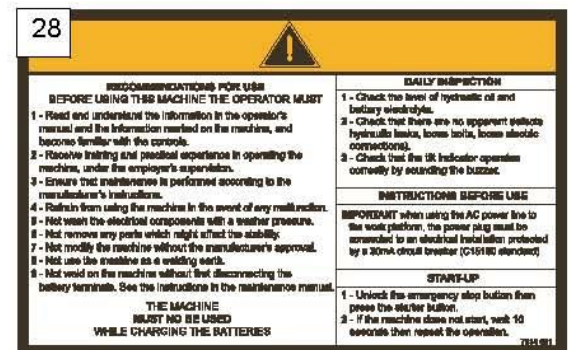 28
RECOMMENDATIONS FOR USE
BEFORE USING THIS MACHINE THE OPERATOR MUST
1 - Read and understand the information in the operator's
manual and the information marked on the machine, and
become familiar with the controls.
2 - Receive training and practical experience in operating the
machine, under the employer's supervision.
3 - Ensure that maintenance is performed according to the
manufacturer's instructions.
4 - Refrain from using the machine in the event of any malfunction.
5 - Not wash the electrical components with a washer pressure.
6 - Not remove any parts which might affect the stability.
7 - Not modify the machine without the manufacturer's approval.
8 - Not use the machine as a welding earth.
9 - Not weld on the machine without first disconnecting the
battery terminals. See the instructions in the maintenance manual.
THE MACHINE
MUST NO BE USED
WHILE CHARGING THE BATTERIES
DAILY INSPECTION
1 - Check the level of hydraulic oil and
battery electrolyte.
2 - Check that there are no apparent defects
hydraulic leaks, loose bolts, loose electric
connections).
3 - Check that the tilt indicator operates
correctly by sounding the buzzer.
INSTRUCTIONS BEFORE USE
IMPORTANT when using the AC power line to
the work platform, the power plug must be
connected to an electrical installation protected
by a 30mA circuit breaker (C15100 standard)
START-UP
1 - Unlock the emergency stop button then
press the starter button.
2 - If the machine does not start, wait 10
seconds then repeat the operation.